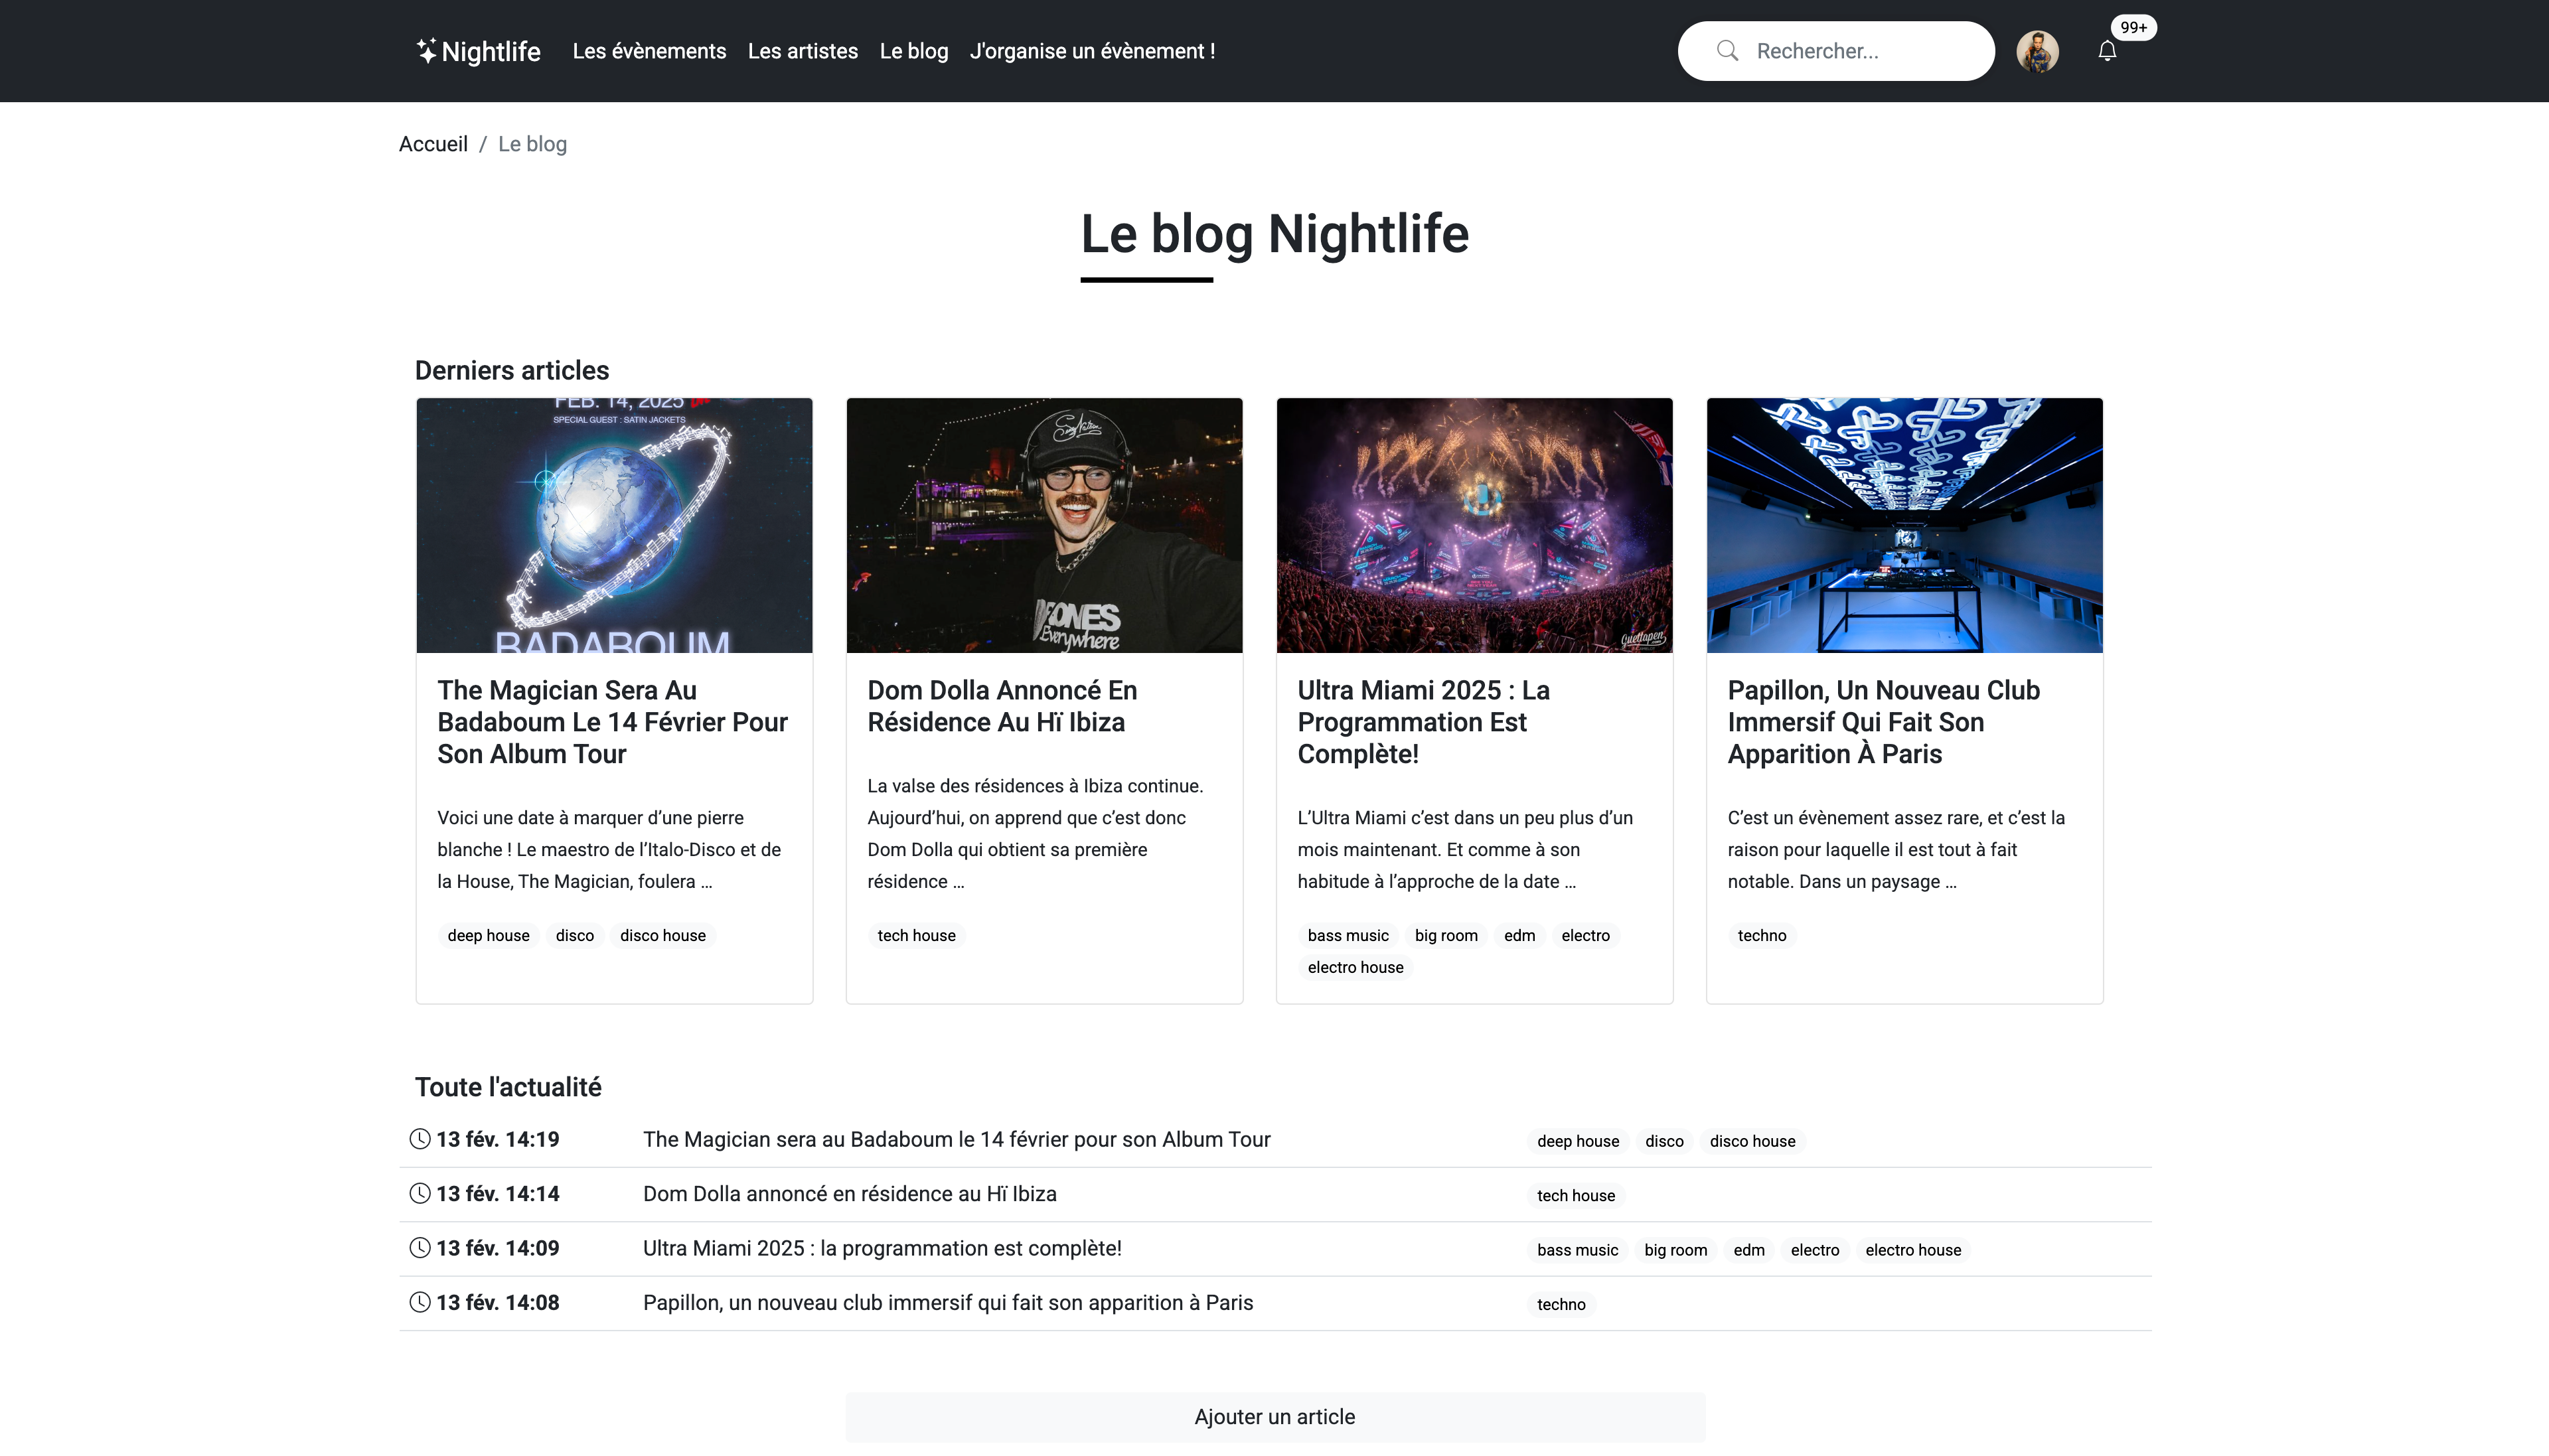 Nightlife Les évènements Les artistes Le blog J'organise un évènement ! Rechercher... 99+
Accueil / Le blog
Le blog Nightlife
Derniers articles
FEB. 14, 2025
SPECIAL GUEST : SATIN JACKETS
BADABOUM
The Magician Sera Au
Badaboum Le 14 Février Pour
Son Album Tour
Voici une date à marquer d’une pierre
blanche ! Le maestro de l’Italo-Disco et de
la House, The Magician, foulera ...
deep house disco disco house
Everywhere
Dom Dolla Annoncé En
Résidence Au Hï Ibiza
La valse des résidences à Ibiza continue.
Aujourd’hui, on apprend que c’est donc
Dom Dolla qui obtient sa première
résidence ...
tech house
Guettapen
Ultra Miami 2025 : La
Programmation Est
Complète!
L’Ultra Miami c’est dans un peu plus d’un
mois maintenant. Et comme à son
habitude à l’approche de la date ...
bass music big room edm electro
electro house
Papillon, Un Nouveau Club
Immersif Qui Fait Son
Apparition À Paris
C’est un évènement assez rare, et c’est la
raison pour laquelle il est tout à fait
notable. Dans un paysage ...
techno
Toute l'actualité
13 fév. 14:19 The Magician sera au Badaboum le 14 février pour son Album Tour deep house disco disco house
13 fév. 14:14 Dom Dolla annoncé en résidence au Hï Ibiza tech house
13 fév. 14:09 Ultra Miami 2025 : la programmation est complète! bass music big room edm electro electro house
13 fév. 14:08 Papillon, un nouveau club immersif qui fait son apparition à Paris techno
Ajouter un article